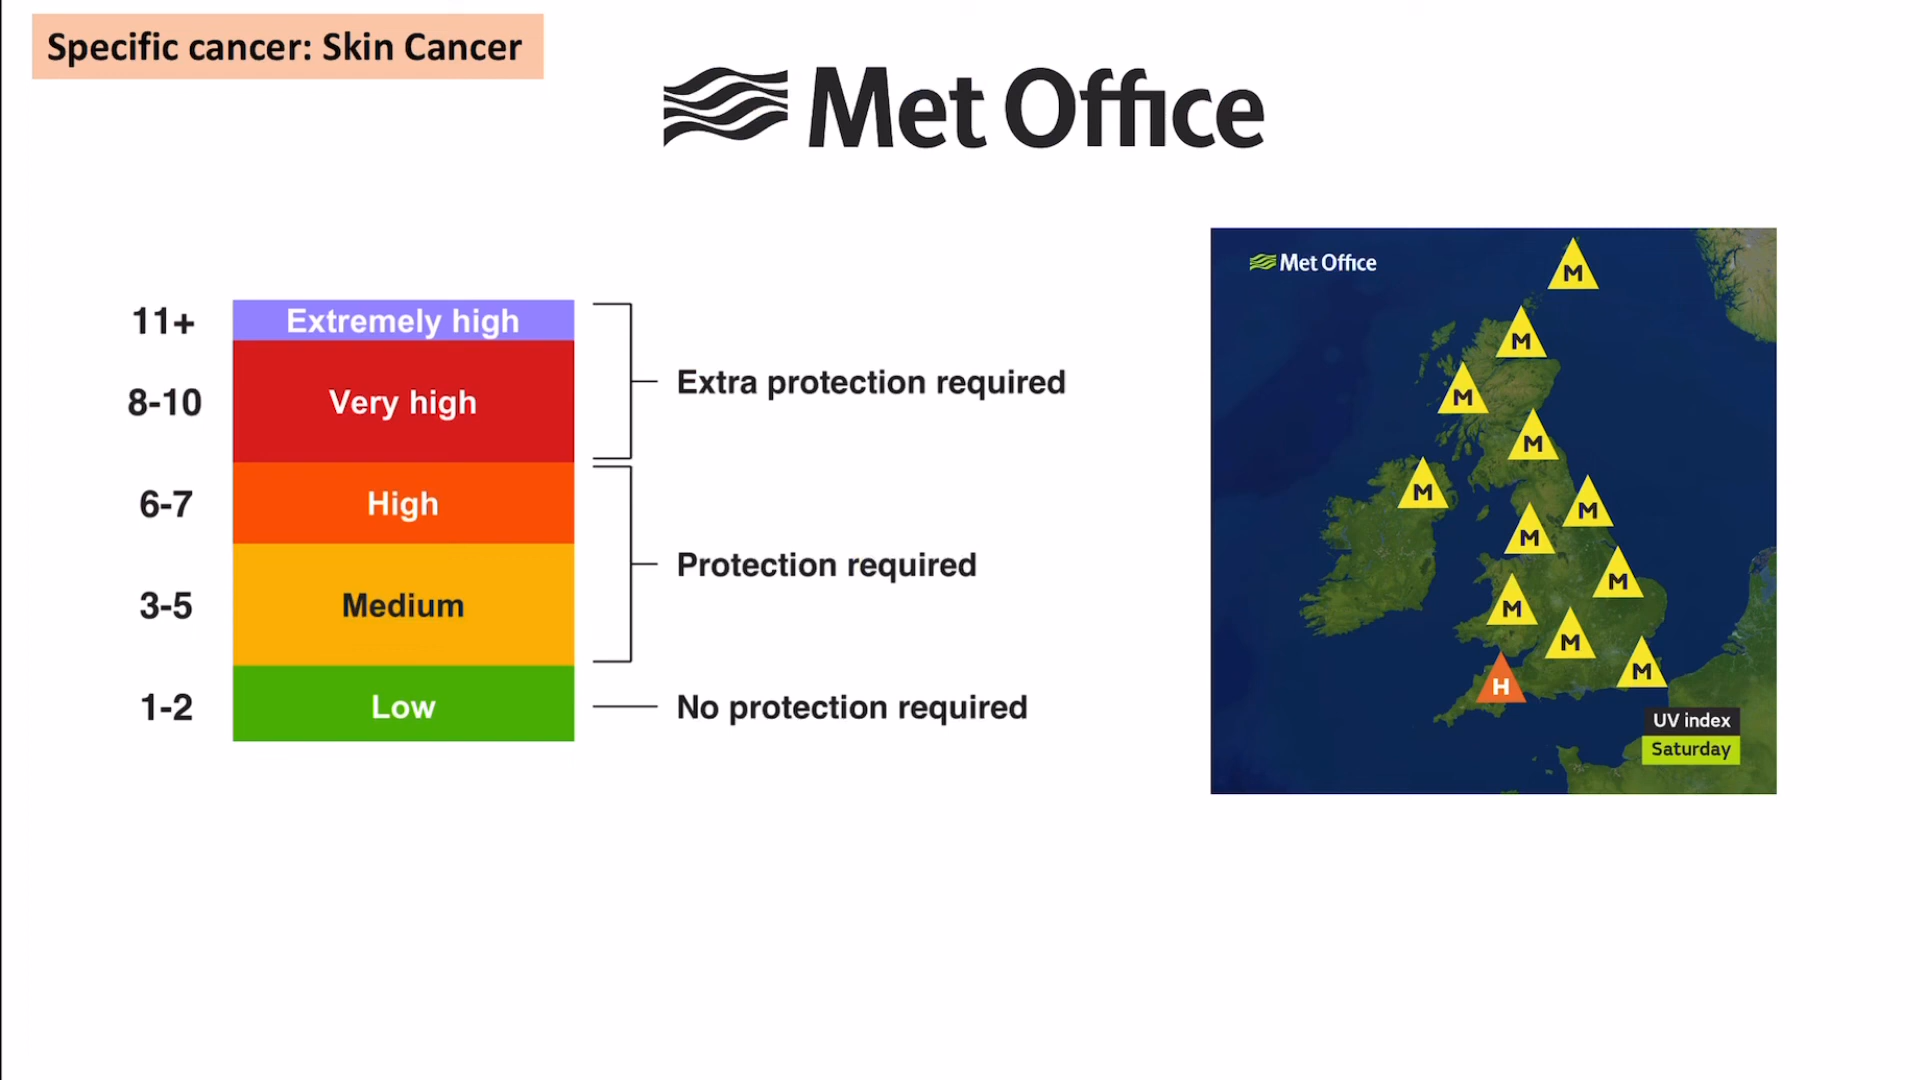 Specific cancer: Skin Cancer
Met Office
11+ Extremely high
8-10 Very high
Extra protection required
6-7 High
3-5 Medium
Protection required
1-2 Low
No protection required
Met Office
M
M
M
M
M
M
M
M
M
M
M
H
UV index
Saturday